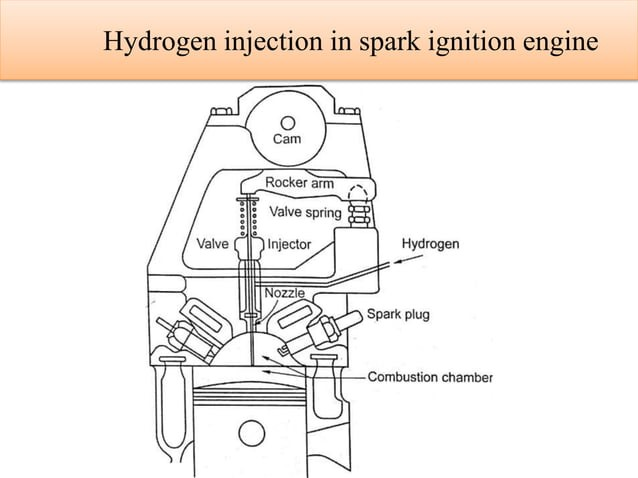 Hydrogen injection in spark ignition engine
Cam
Rocker arm
Valve spring
Valve
Injector
Hydrogen
Nozzle
Spark plug
Combustion chamber